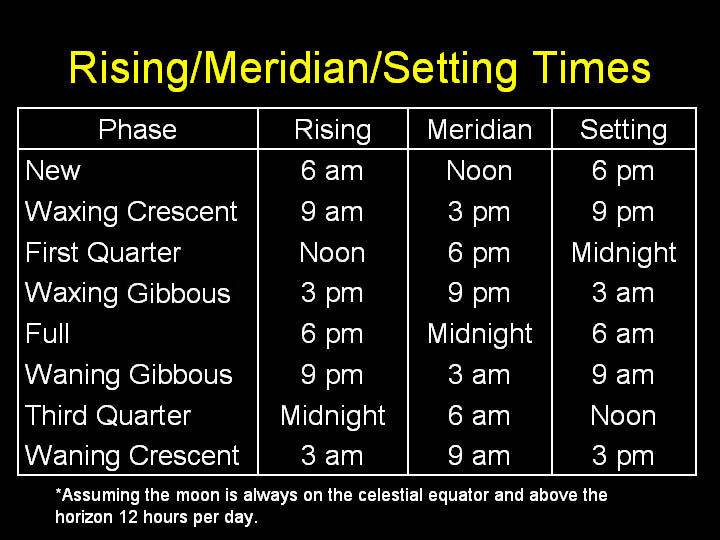 Rising/Meridian/Setting Times
Phase Rising Meridian Setting
New 6 am Noon 6 pm
Waxing Crescent 9 am 3 pm 9 pm
First Quarter Noon 6 pm Midnight
Waxing Gibbous 3 pm 9 pm 3 am
Full 6 pm Midnight 6 am
Waning Gibbous 9 pm 3 am 9 am
Third Quarter Midnight 6 am Noon
Waning Crescent 3 am 9 am 3 pm
*Assuming the moon is always on the celestial equator and above the
horizon 12 hours per day.